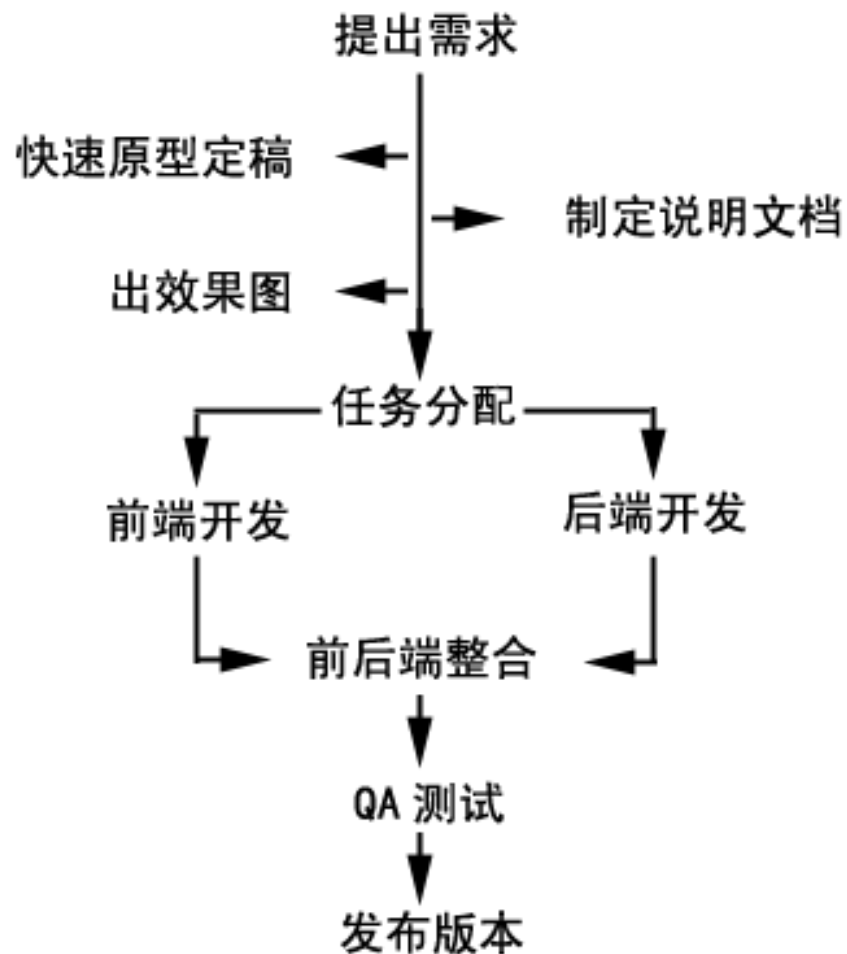 提出需求
快速原型定稿
制定说明文档
出效果图
任务分配
前端开发
后端开发
前后端整合
QA 测试
发布版本